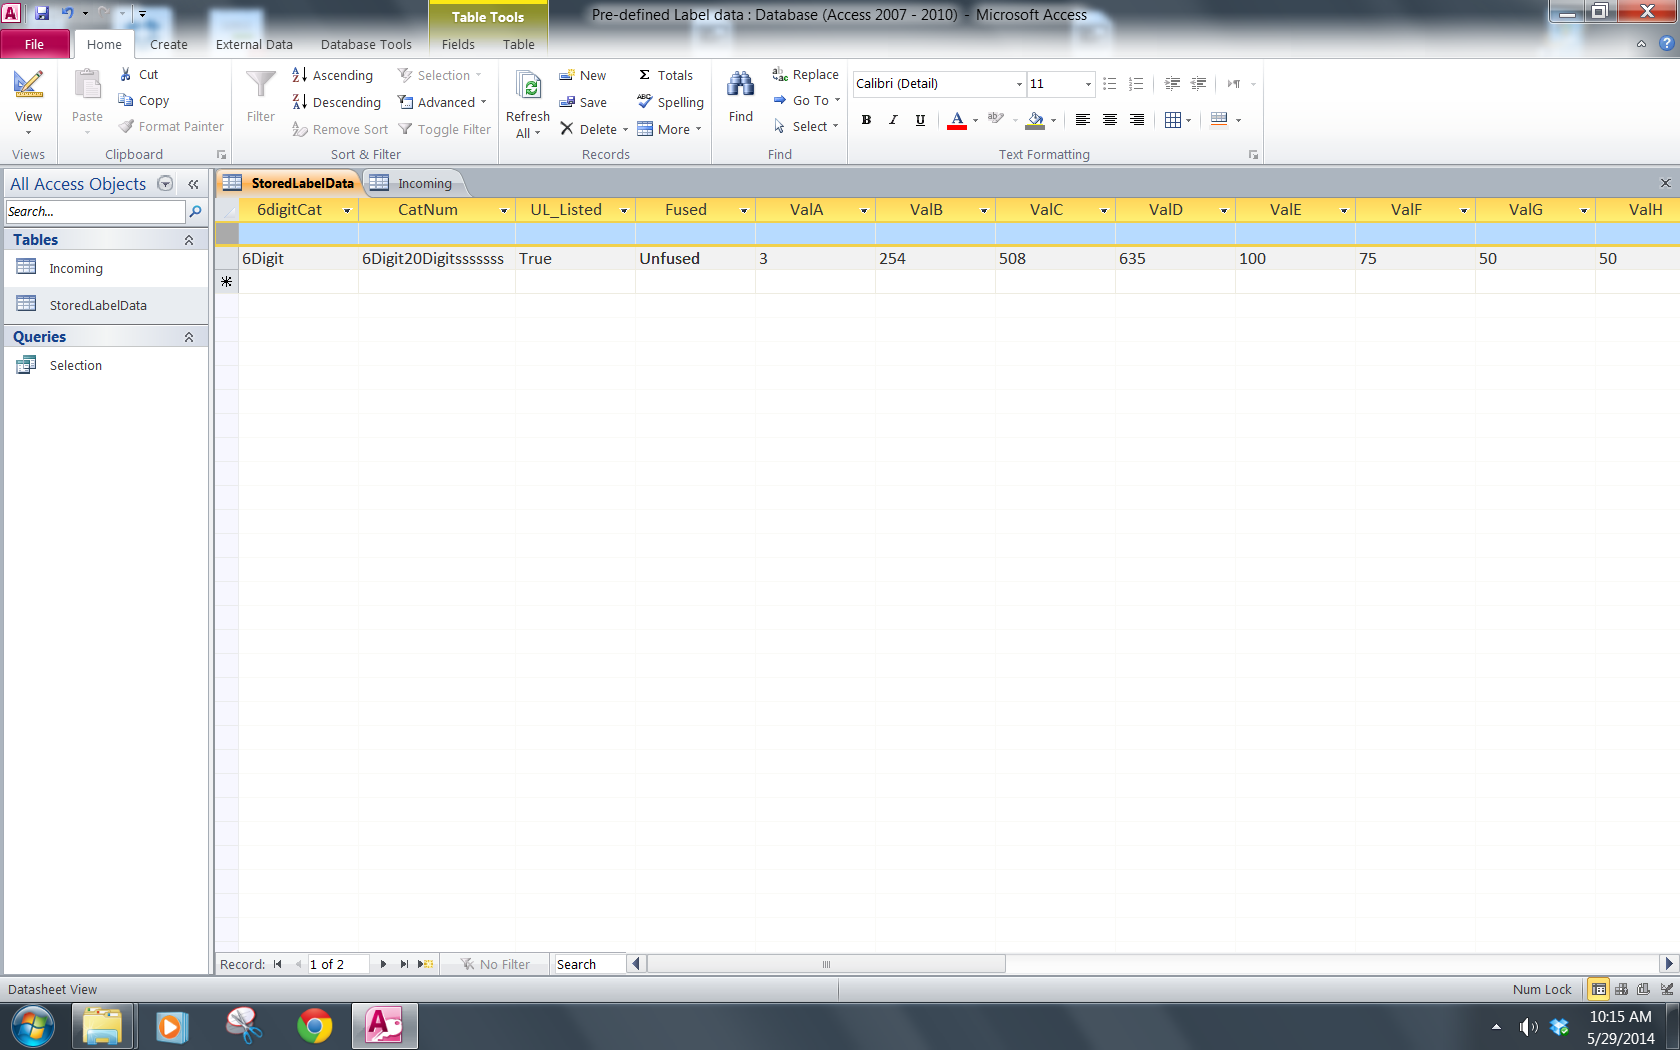 Table Tools
Pre-defined Label data : Database (Access 2007 - 2010) - Microsoft Access
File Home Create External Data Database Tools Fields Table
View
Views
Paste
Cut
Copy
Format Painter
Clipboard
Filter
Ascending
Descending
Remove Sort
Selection
Advanced
Toggle Filter
Sort & Filter
Refresh
All
New
Save
Delete
Totals
Spelling
More
Records
Find
Replace
Go To
Select
Find
Calibri (Detail) 11
B I U A
Text Formatting
All Access Objects
Search...
Tables
Incoming
StoredLabelData
Queries
Selection
StoredLabelData Incoming
6digitCat CatNum UL_Listed Fused ValA ValB ValC ValD ValE ValF ValG ValH
6Digit 6Digit20Digitsssssss True Unfused 3 254 508 635 100 75 50 50
Record: 1 of 2 No Filter Search
Datasheet View
Num Lock
10:15 AM
5/29/2014